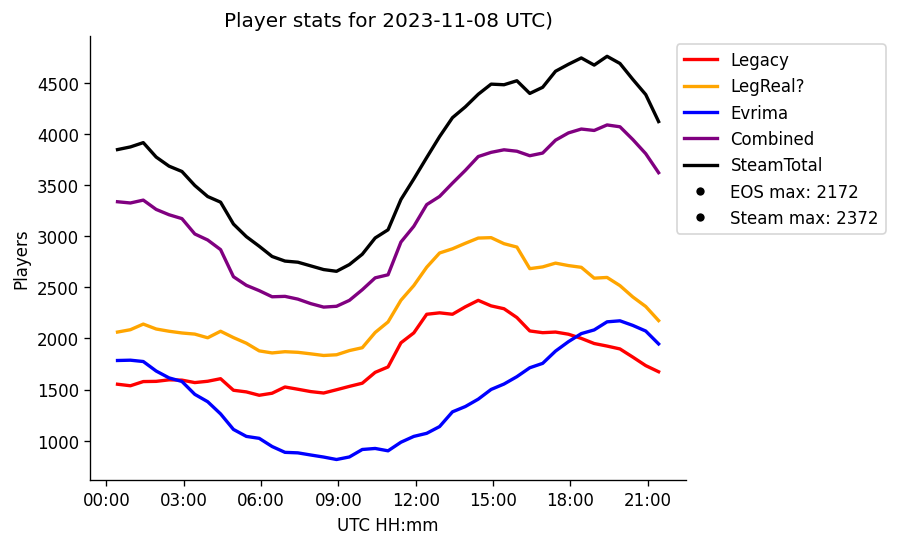 Player stats for 2023-11-08 UTC)
Legacy
LegReal?
Evrima
Combined
SteamTotal
EOS max: 2172
Steam max: 2372
4500
4000
3500
3000
2500
2000
1500
1000
Players
00:00 03:00 06:00 09:00 12:00 15:00 18:00 21:00
UTC HH:mm